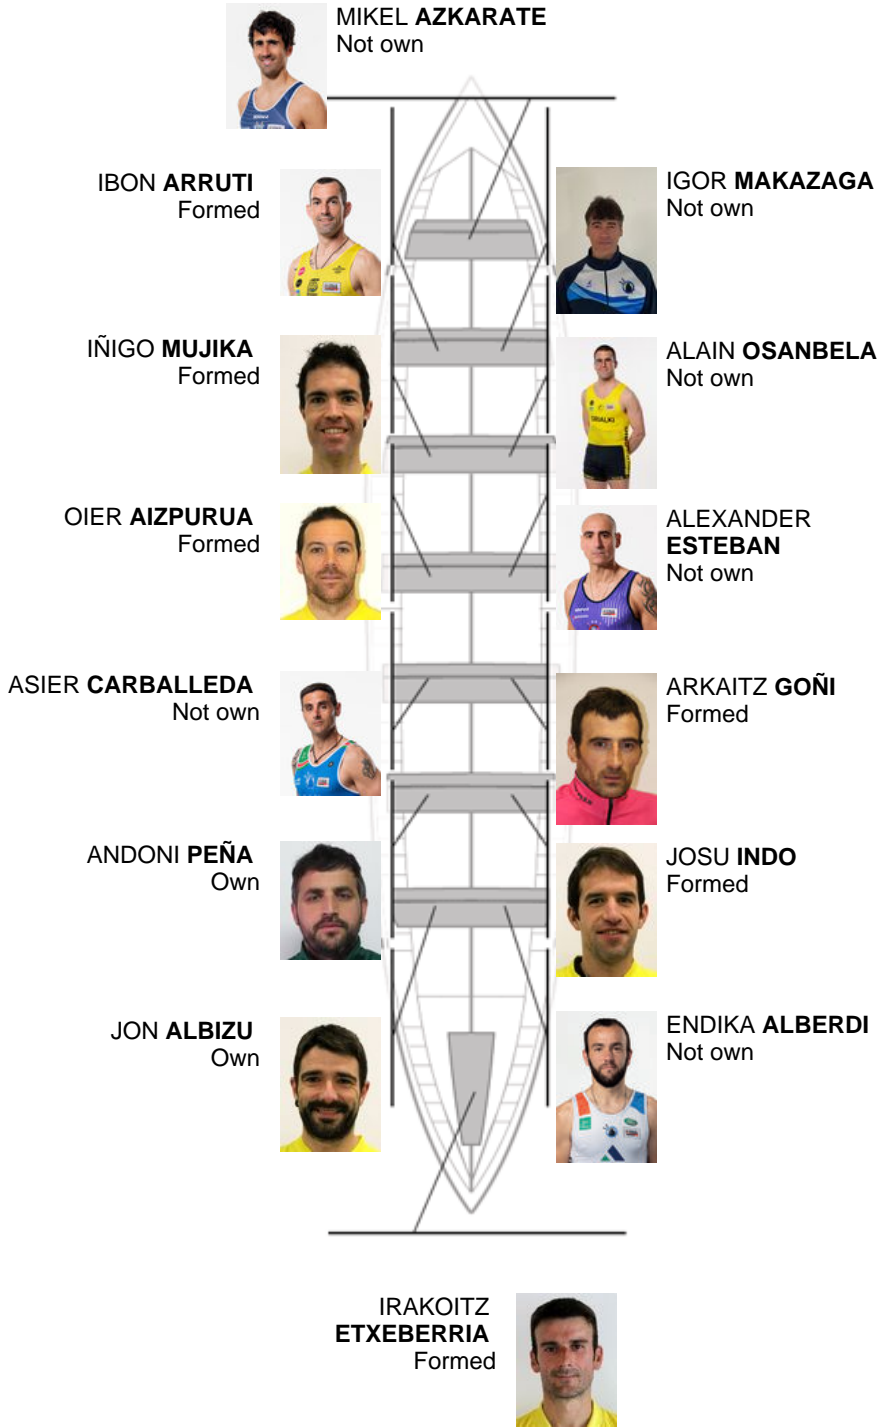 MIKEL AZKARATE
Not own
IBON ARRUTI
Formed
IGOR MAKAZAGA
Not own
IÑIGO MUJIKA
Formed
ALAIN OSANBELA
Not own
OIER AIZPURUA
Formed
ALEXANDER
ESTEBAN
Not own
ASIER CARBALLEDA
Not own
ARKAITZ GOÑI
Formed
ANDONI PEÑA
Own
JOSU INDO
Formed
JON ALBIZU
Own
ENDIKA ALBERDI
Not own
IRAKOITZ
ETXEBERRIA
Formed